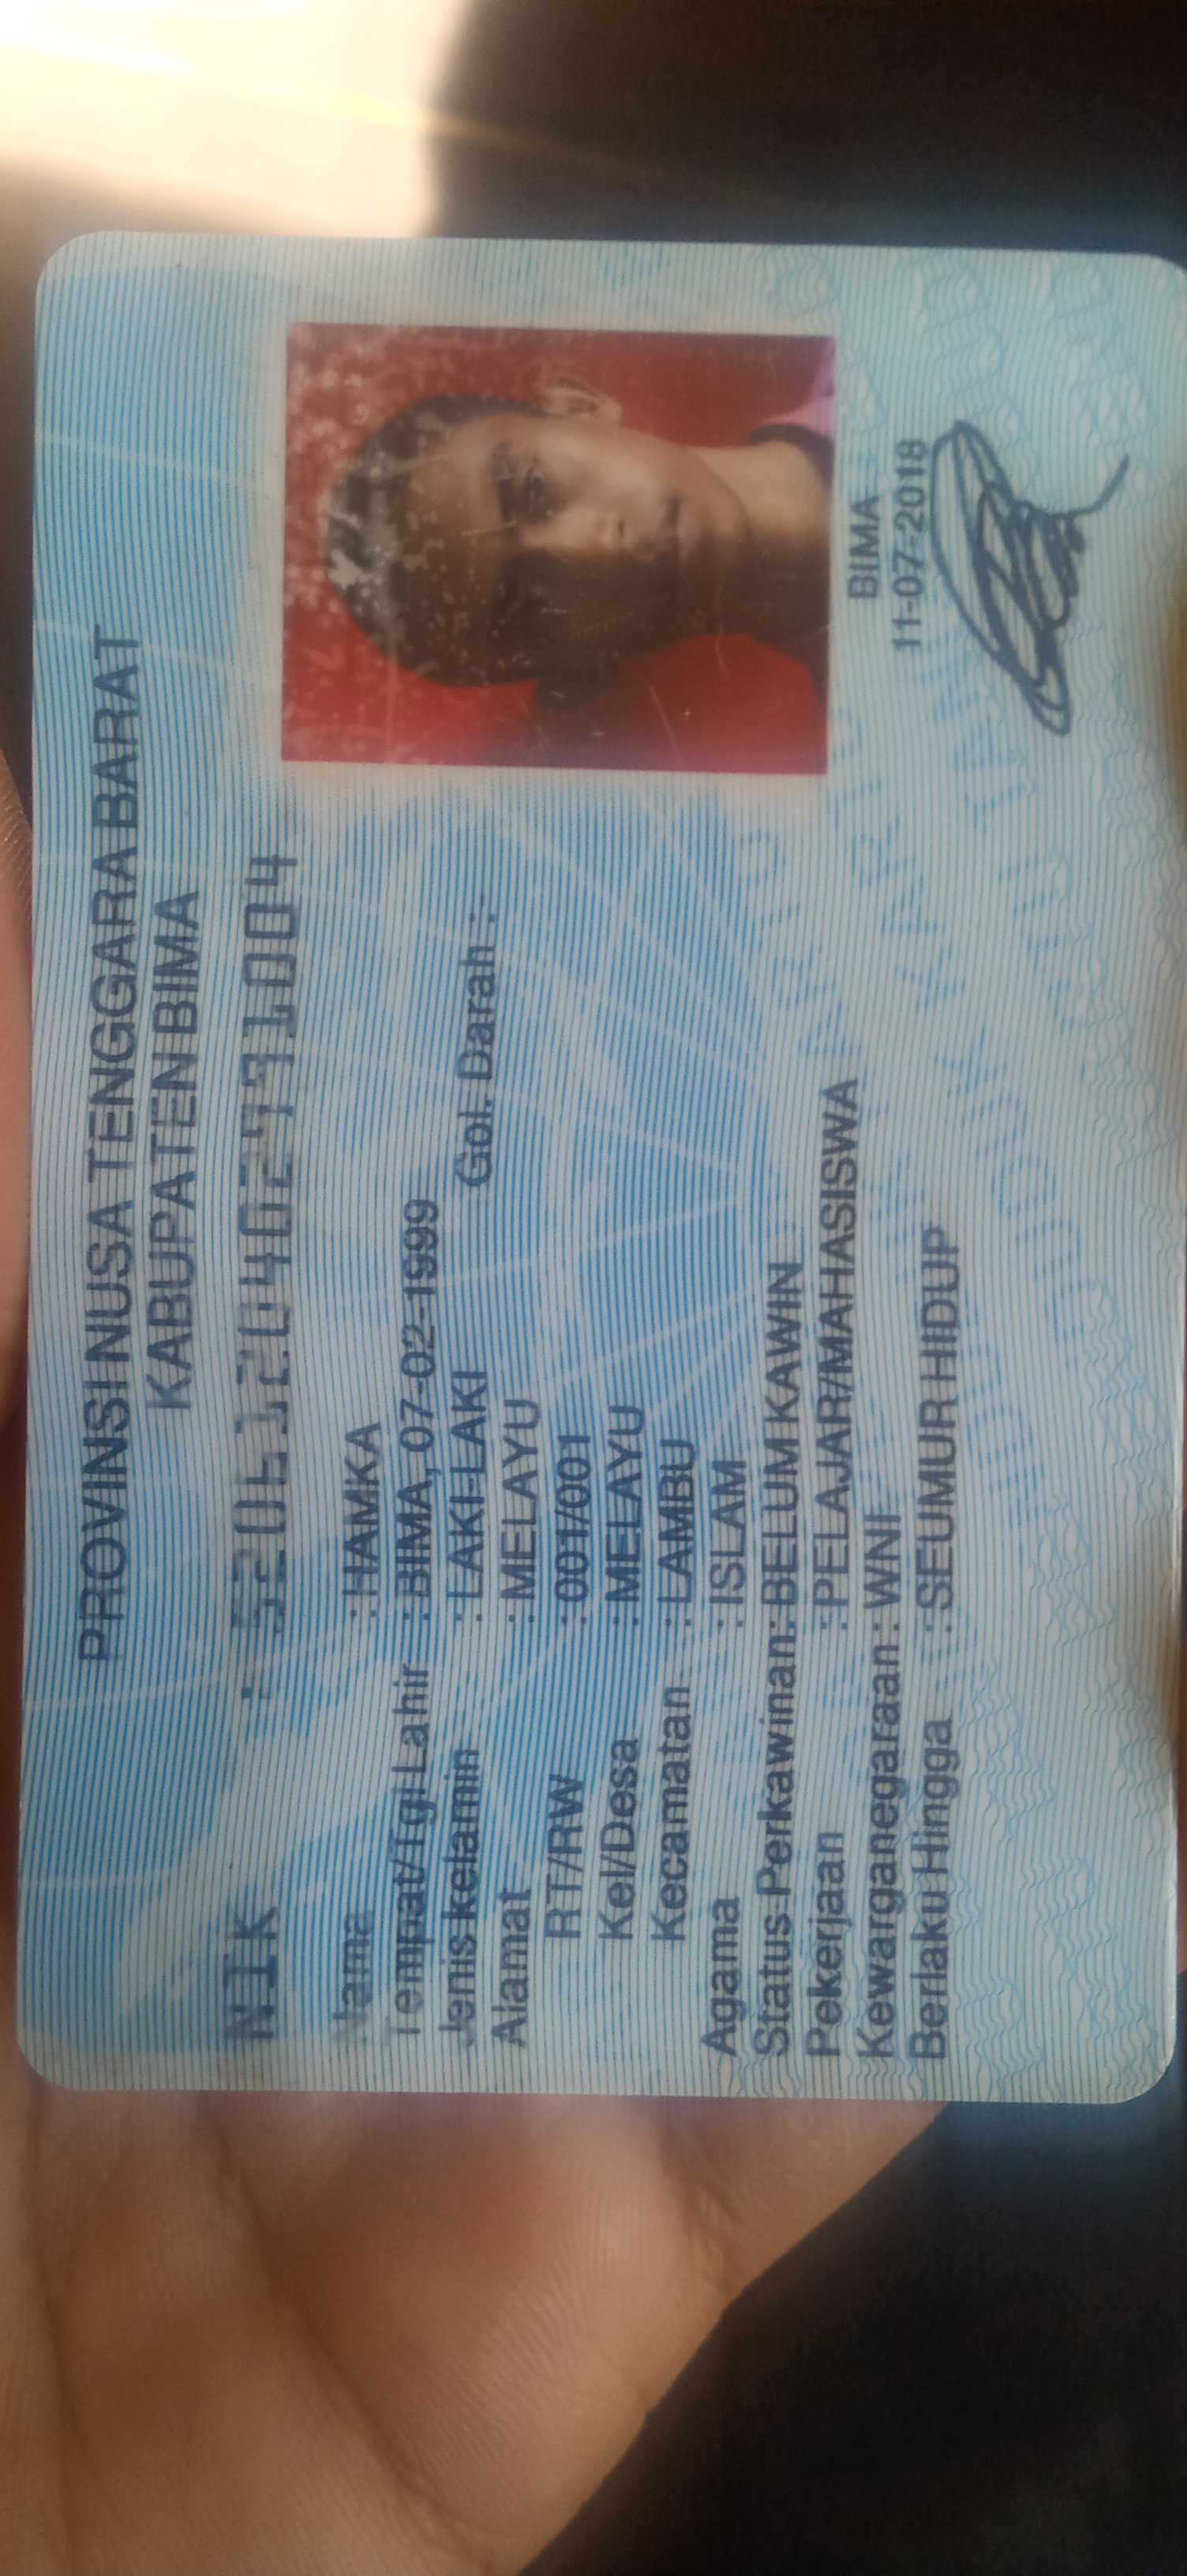 PROVINSI NUSA TENGGARA BARAT
KABUPATEN BIMA
NIK : 5206120402991004
Nama : HAMKA
Tempat/Tgl Lahir : BIMA, 07-02-1999
Jenis kelamin : LAKI-LAKI Gol. Darah :-
Alamat : MELAYU
RT/RW : 001/001
Kel/Desa : MELAYU
Kecamatan : LAMBU
Agama : ISLAM
Status Perkawinan: BELUM KAWIN
Pekerjaan : PELAJAR/MAHASISWA
Kewarganegaraan: WNI
Berlaku Hingga : SEUMUR HIDUP
BIMA
11-07-2018